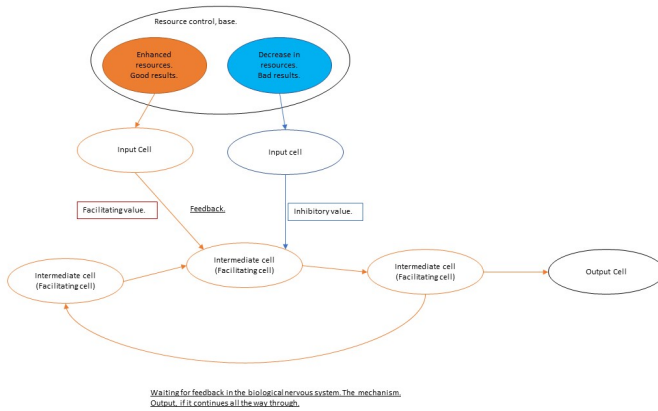 Resource control, base.
Enhanced
resources.
Good results.
Decrease in
resources.
Bad results.
Input Cell
Input cell
Facilitating value.
Feedback.
Inhibitory value.
Intermediate cell
(Facilitating cell)
Intermediate cell
(Facilitating cell)
Intermediate cell
(Facilitating cell)
Output Cell
Waiting for feedback in the biological nervous system. The mechanism.
Output, if it continues all the way through.